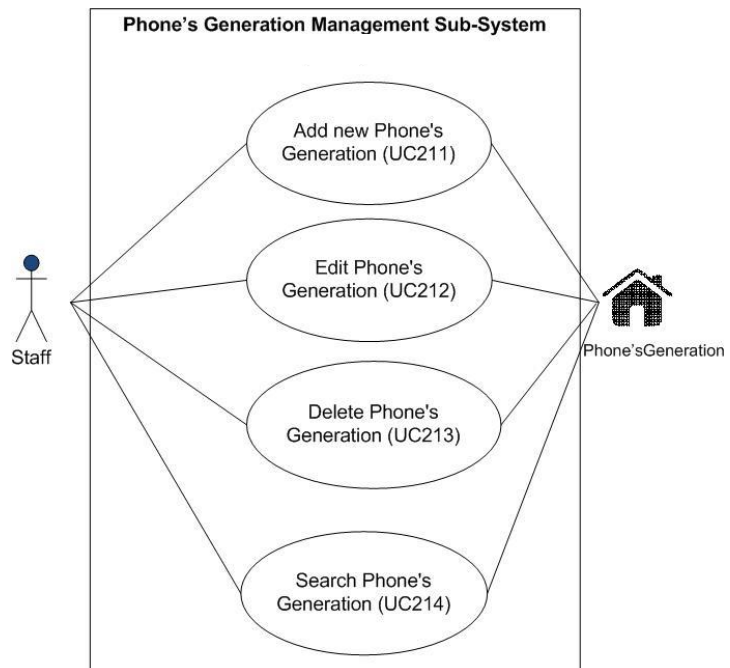 Phone's Generation Management Sub-System
Add new Phone's
Generation (UC211)
Edit Phone's
Generation (UC212)
Staff
Phone'sGeneration
Delete Phone's
Generation (UC213)
Search Phone's
Generation (UC214)